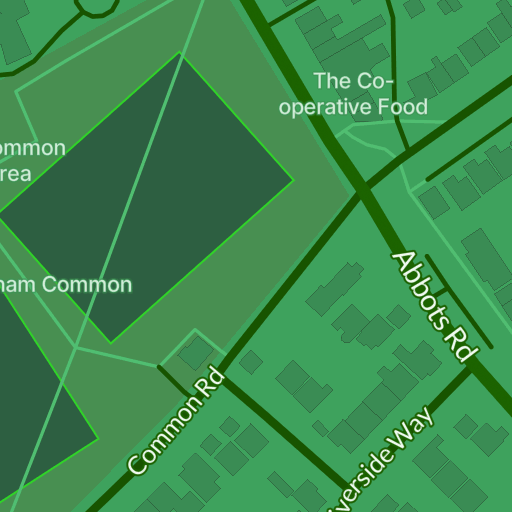 The Co-
operative Food
ommon
rea
ham Common
Abbots Rd
Common Rd
verside Way